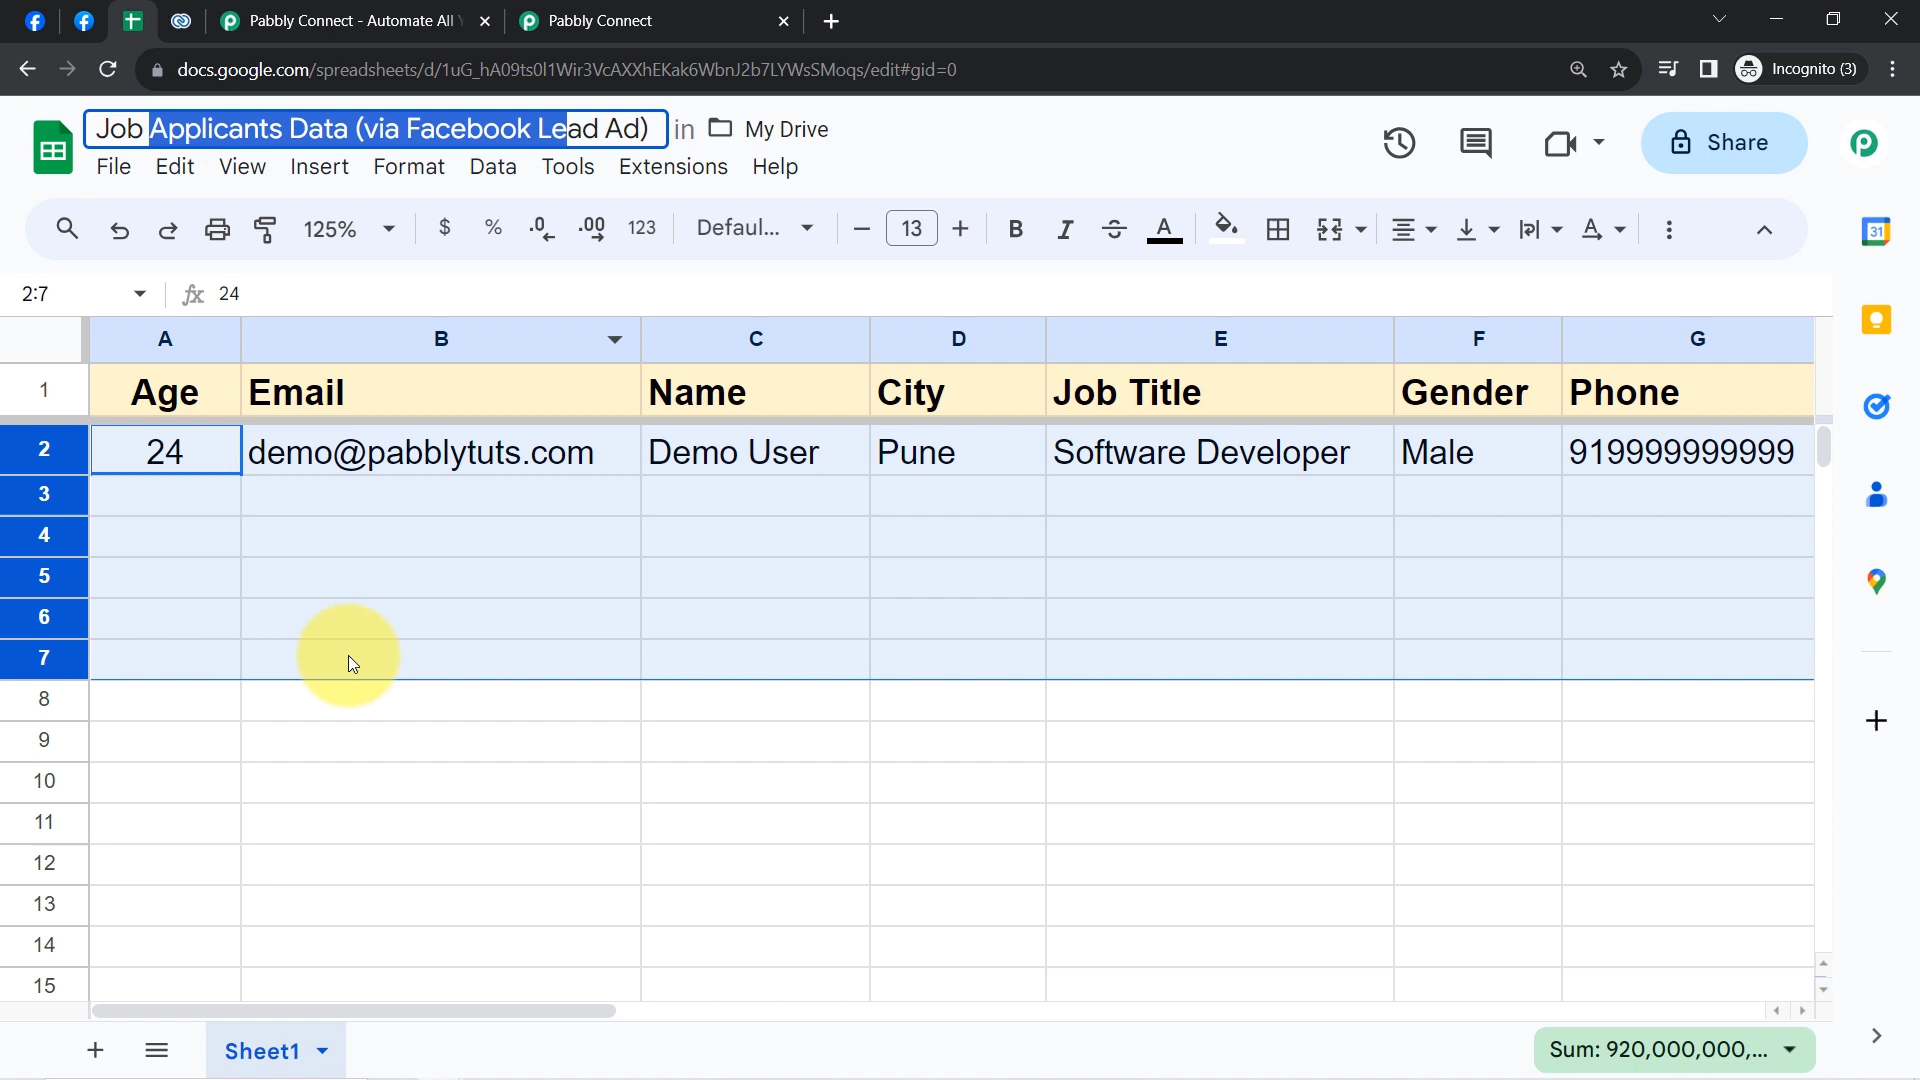 Pabbly Connect - Automate All Y
Pabbly Connect
docs.google.com/spreadsheets/d/1uG_hA09ts0l1Wir3VcAXXhEKak6WbnJ2b7LYWsSMoqs/edit#gid=0
Incognito (3)
Job Applicants Data (via Facebook Lead Ad) in My Drive
File Edit View Insert Format Data Tools Extensions Help
Share
125% $ % .0 .00 123 Defaul... 13 B I S A
31
2:7 fx 24
A B C D E F G
1 Age Email Name City Job Title Gender Phone
2 24 demo@pabblytuts.com Demo User Pune Software Developer Male 919999999999
3
4
5
6
7
8
9
10
11
12
13
14
15
Sheet1 Sum: 920,000,000,...